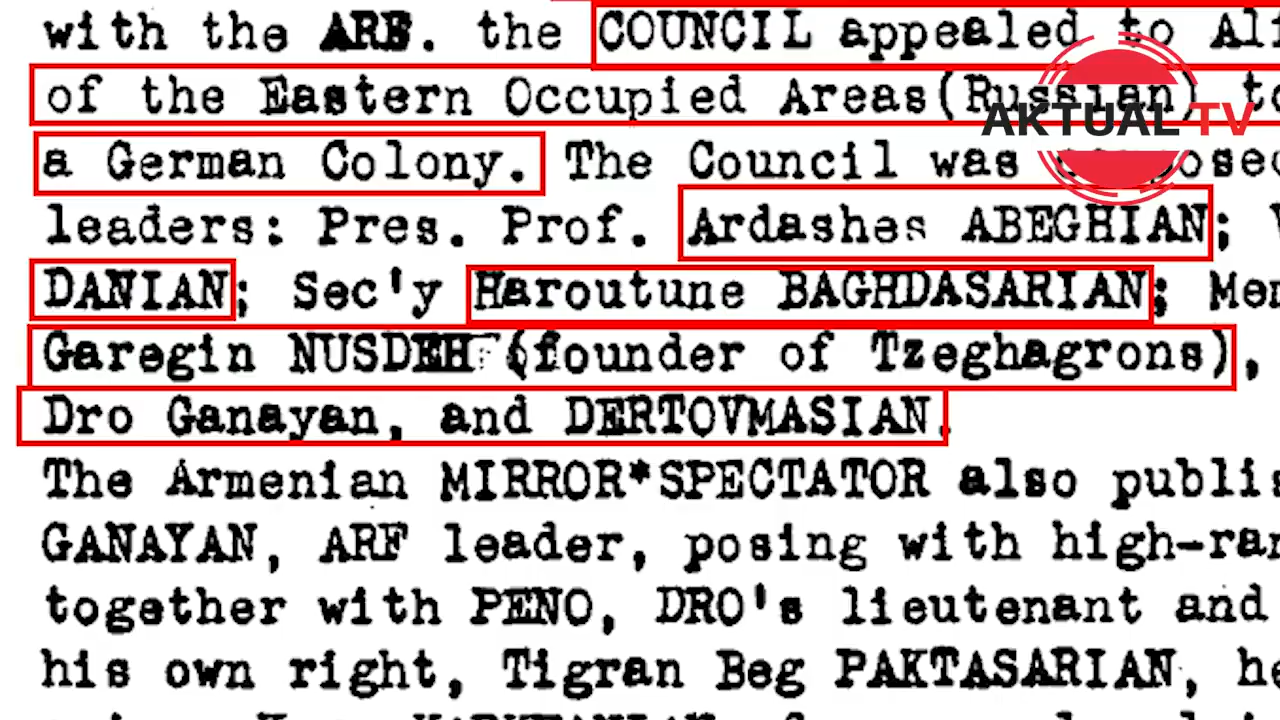 with the ARF. the COUNCIL appealed to
of the Eastern Occupied Areas(Russian) to
a German Colony. The Council was composed
leaders: Pres. Prof. Ardashes ABEGHIAN;
DANIAN; Sec'y Haroutune BAGHDASARIAN;
Garegin NUSDEH (founder of Tzeghagrons),
Dro Ganayan, and DERTOVMASIAN.
The Armenian MIRROR*SPECTATOR also
GANAYAN, ARF leader, posing with
together with PENO, DRO's lieutenant and
his own right, Tigran Beg PAKTASARIAN,
AKTUAL TV